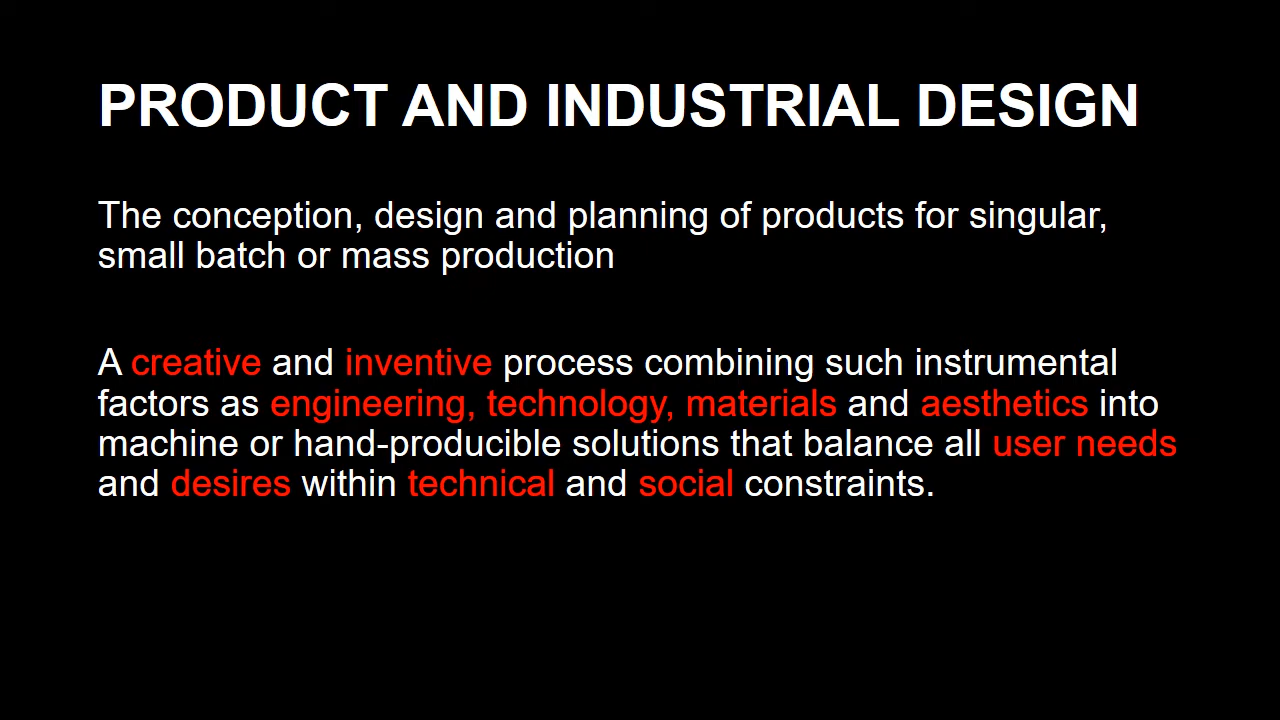 PRODUCT AND INDUSTRIAL DESIGN
The conception, design and planning of products for singular,
small batch or mass production
A creative and inventive process combining such instrumental
factors as engineering, technology, materials and aesthetics into
machine or hand-producible solutions that balance all user needs
and desires within technical and social constraints.